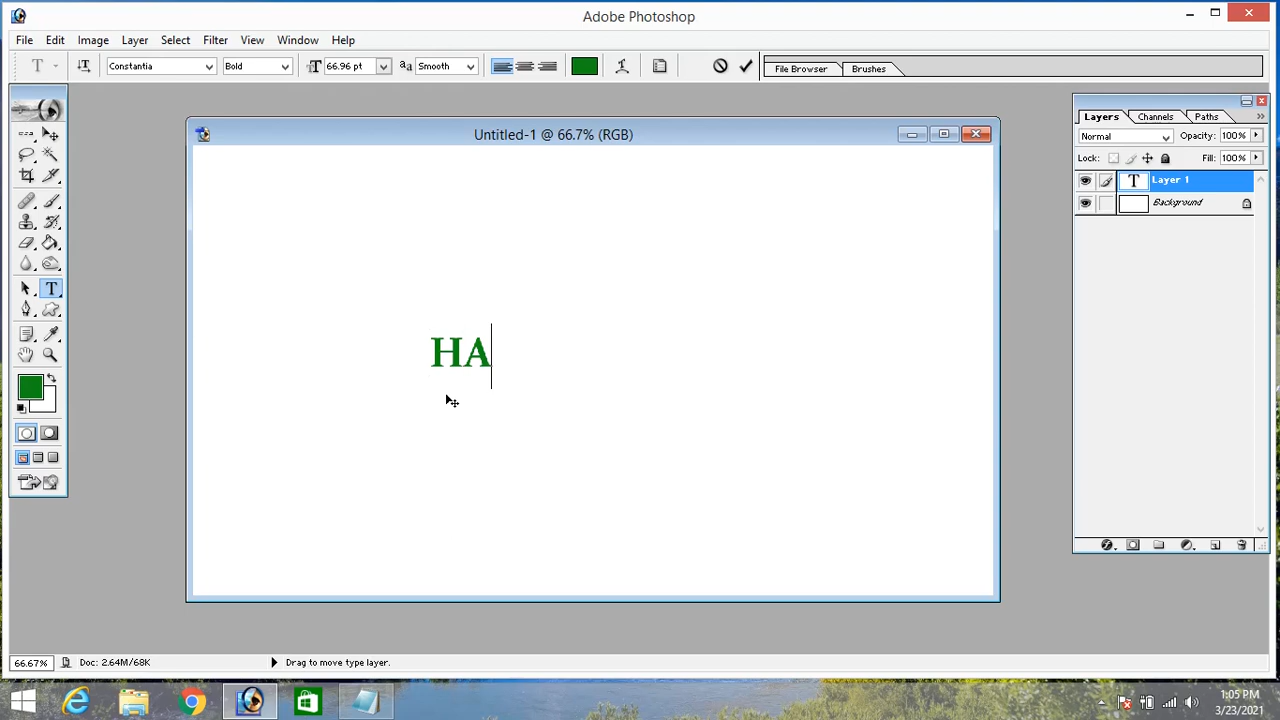 Adobe Photoshop
File Edit Image Layer Select Filter View Window Help
T T Constantia Bold T 66.96 pt aa Smooth File Browser Brushes
Untitled-1 @ 66.7% (RGB)
Layers Channels Paths
Normal Opacity: 100%
Lock: Fill: 100%
T Layer 1
Background
T
HA
66.67% Doc: 2.64M/68K Drag to move type layer.
1:05 PM
3/23/2021